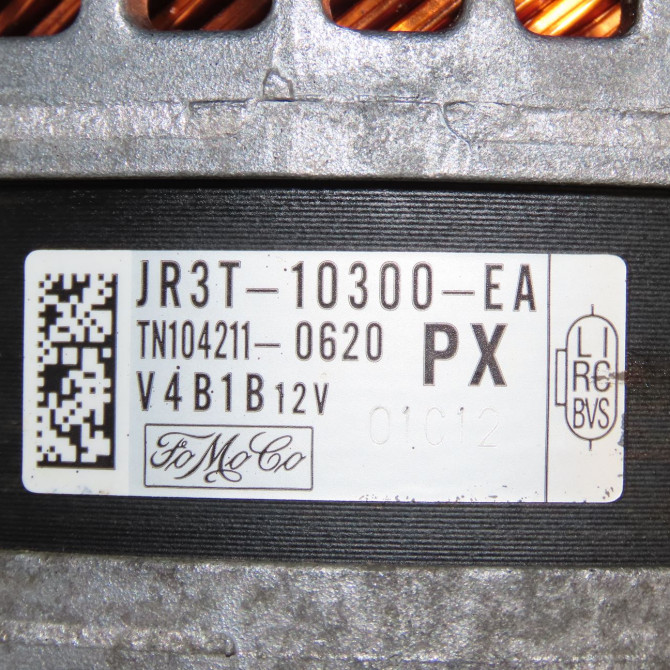 JR3T-10300-EA
TN104211-0620 PX
V4B1B 12V
01C12
FoMoCo
LI
RC
BVS